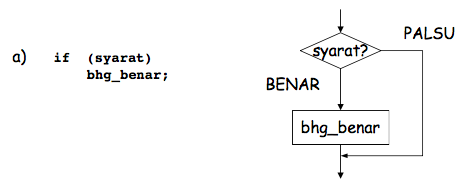 a) if (syarat)
bhg_benar;
syarat?
PALSU
BENAR
bhg_benar